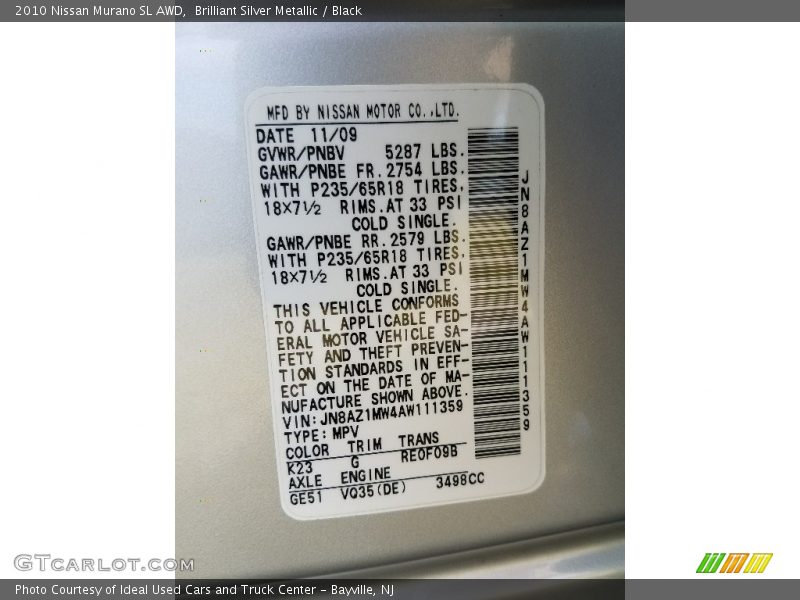 2010 Nissan Murano SL AWD,  Brilliant Silver Metallic / Black
MFD BY NISSAN MOTOR CO.,LTD.
DATE 11/09
GVWR/PNBV 5287 LBS.
GAWR/PNBE FR. 2754 LBS.
WITH P235/65R18 TIRES,
18×7½ RIMS.AT 33 PSI
COLD SINGLE.
GAWR/PNBE RR. 2579 LBS.
WITH P235/65R18 TIRES,
18×7½ RIMS.AT 33 PSI
COLD SINGLE.
THIS VEHICLE CONFORMS
TO ALL APPLICABLE FED-
ERAL MOTOR VEHICLE SA-
FETY AND THEFT PREVEN-
TION STANDARDS IN EFF-
ECT ON THE DATE OF MA-
NUFACTURE SHOWN ABOVE.
VIN:JN8AZ1MW4AW111359
TYPE:MPV
COLOR TRIM TRANS
K23 G RE0F09B
AXLE ENGINE
GE51 VQ35(DE) 3498CC
JN8AZ1MW4AW111359
GTCARLOT.COM
Photo Courtesy of Ideal Used Cars and Truck Center – Bayville, NJ